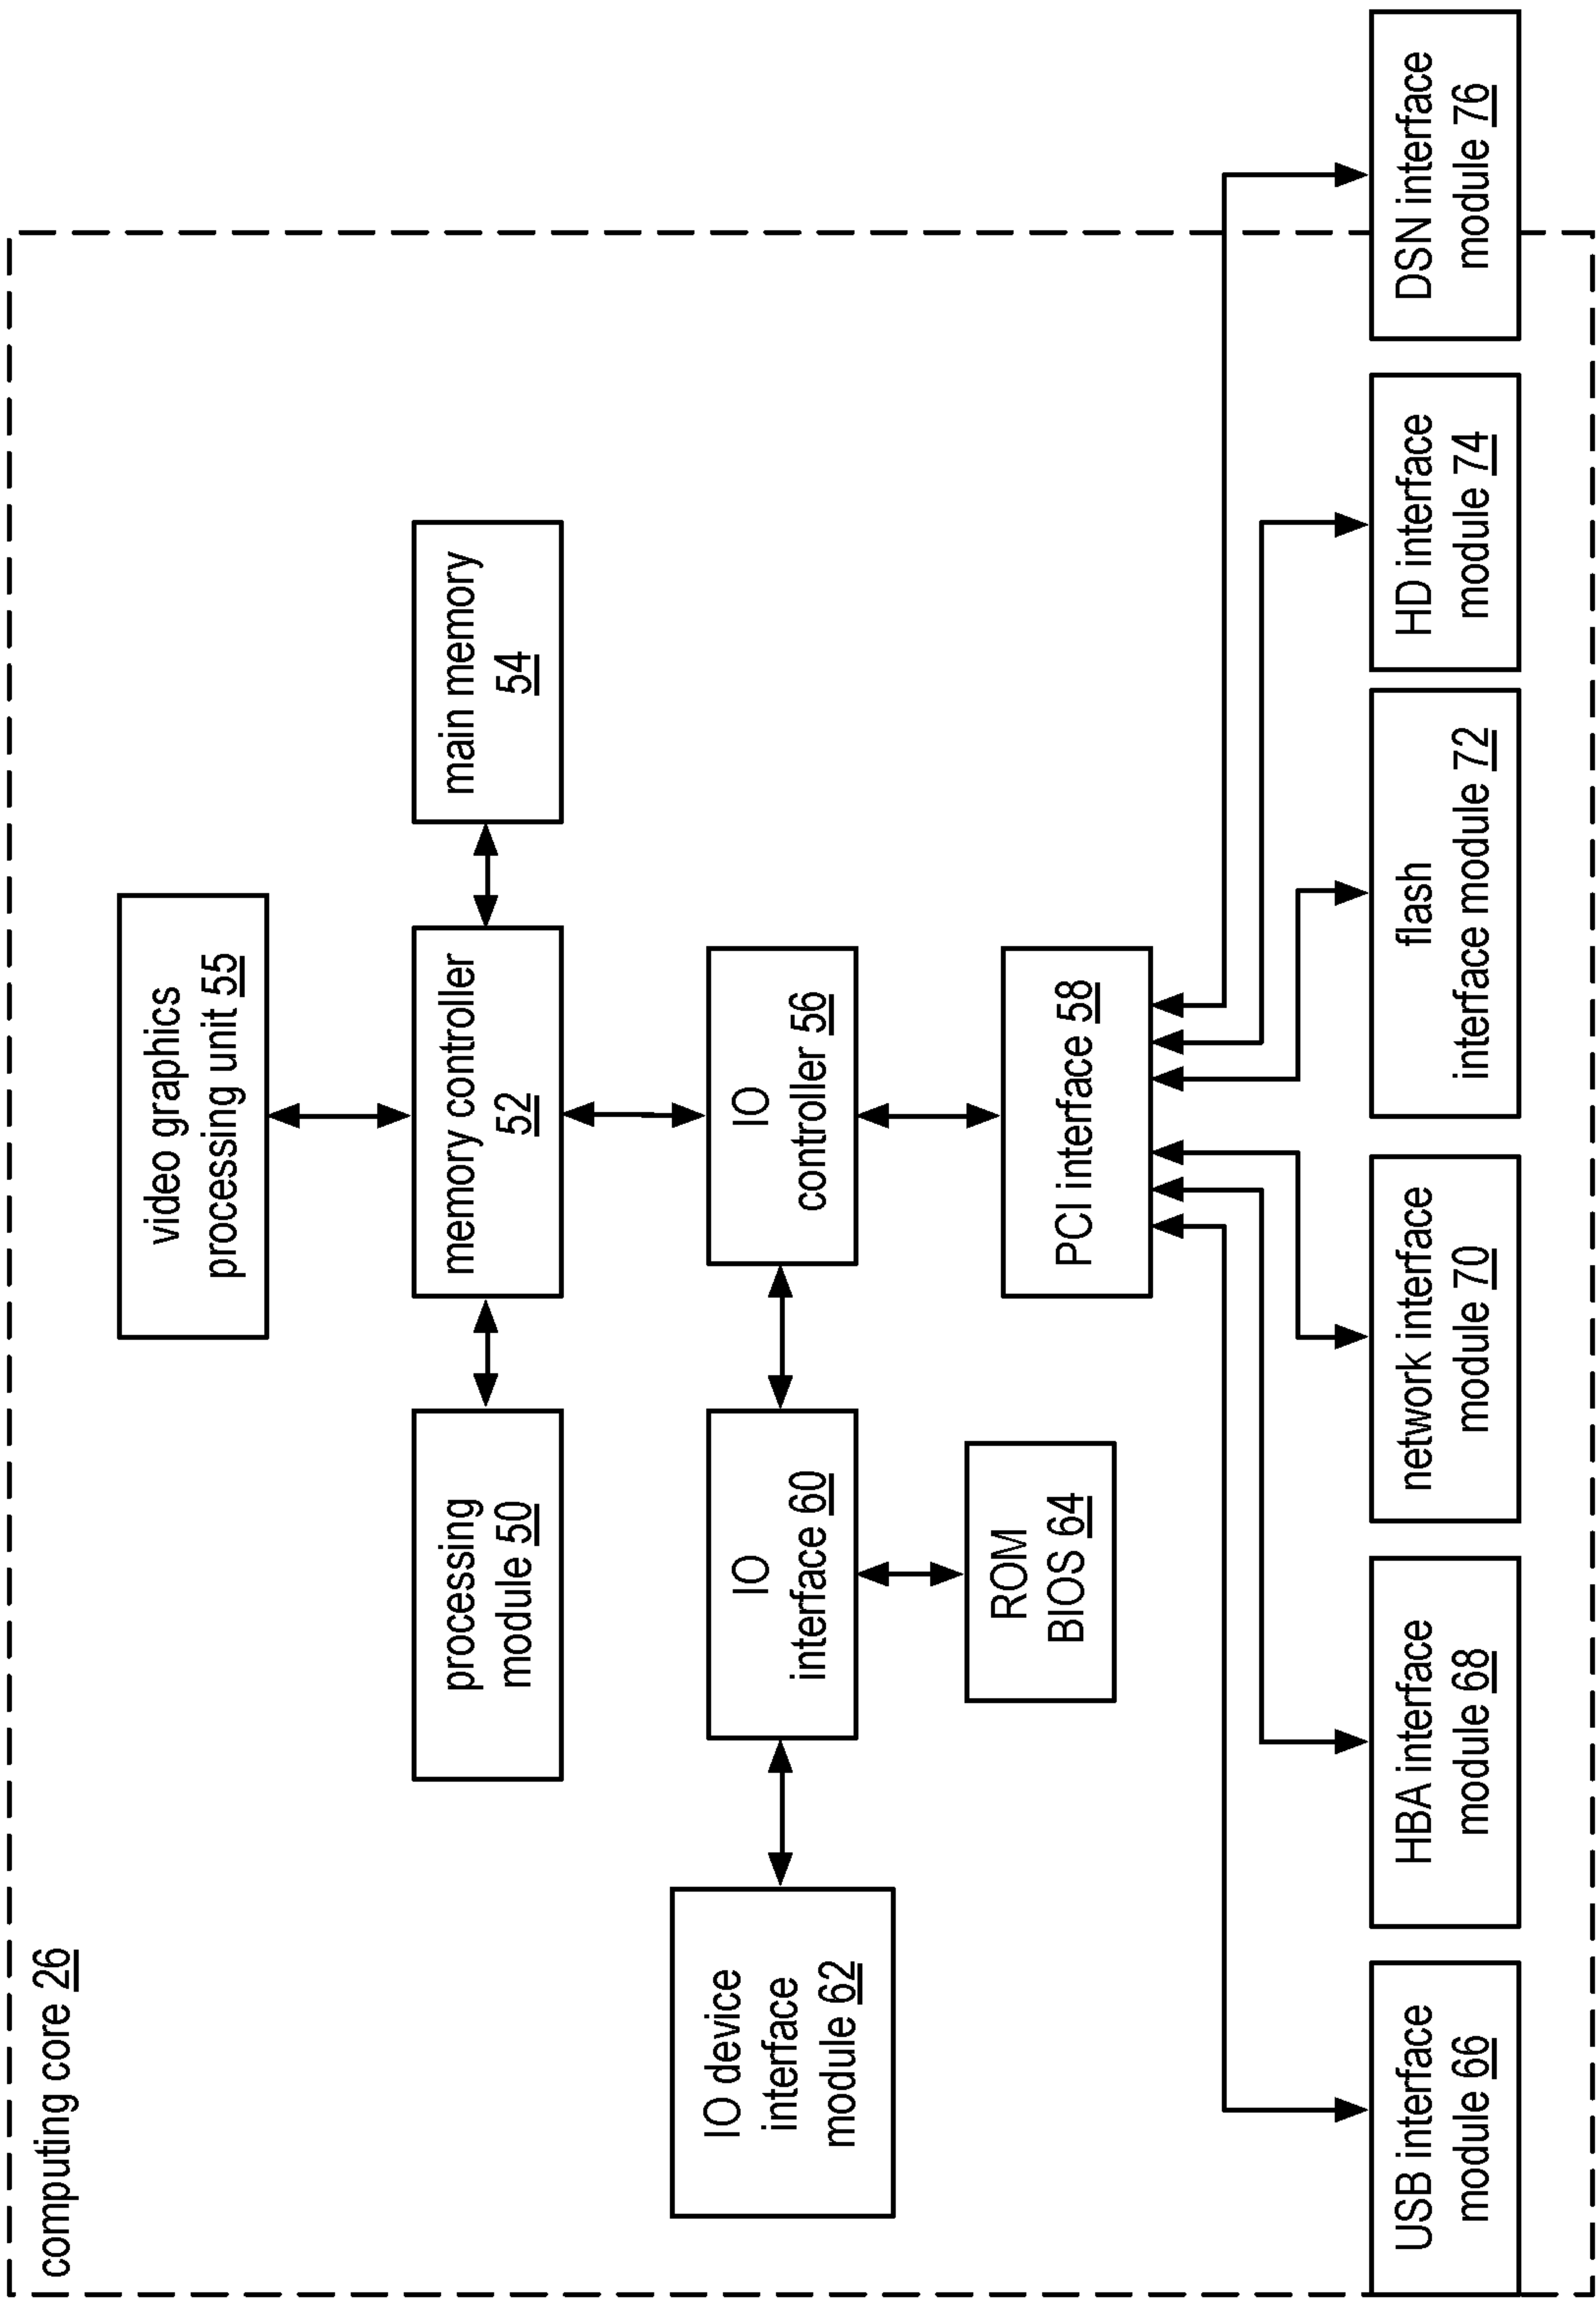 computing core 26
video graphics
processing unit 55
processing
module 50
memory controller
52
main memory
54
IO device
interface
module 62
IO
interface 60
IO
controller 56
ROM
BIOS 64
PCI interface 58
USB interface
module 66
HBA interface
module 68
network interface
module 70
flash
interface module 72
HD interface
module 74
DSN interface
module 76